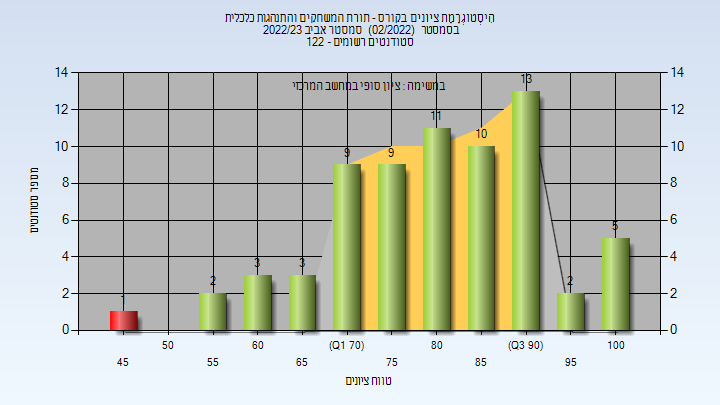 היסטוגרמת ציונים בקורס - תורת המשחקים והתנהגות כלכלית
בסמסטר (02/2022) סמסטר אביב 2022/23
סטודנטים רשומים - 122
במשימה : ציון סופי במחשב המרכזי
מספר סטודנטים
14 14
12 12
10 10
8 8
6 6
4 4
2 2
0 0
1 2 3 3 9 9 11 10 13 2 5
50 60 (Q1 70) 80 (Q3 90) 100
45 55 65 75 85 95
טווח ציונים